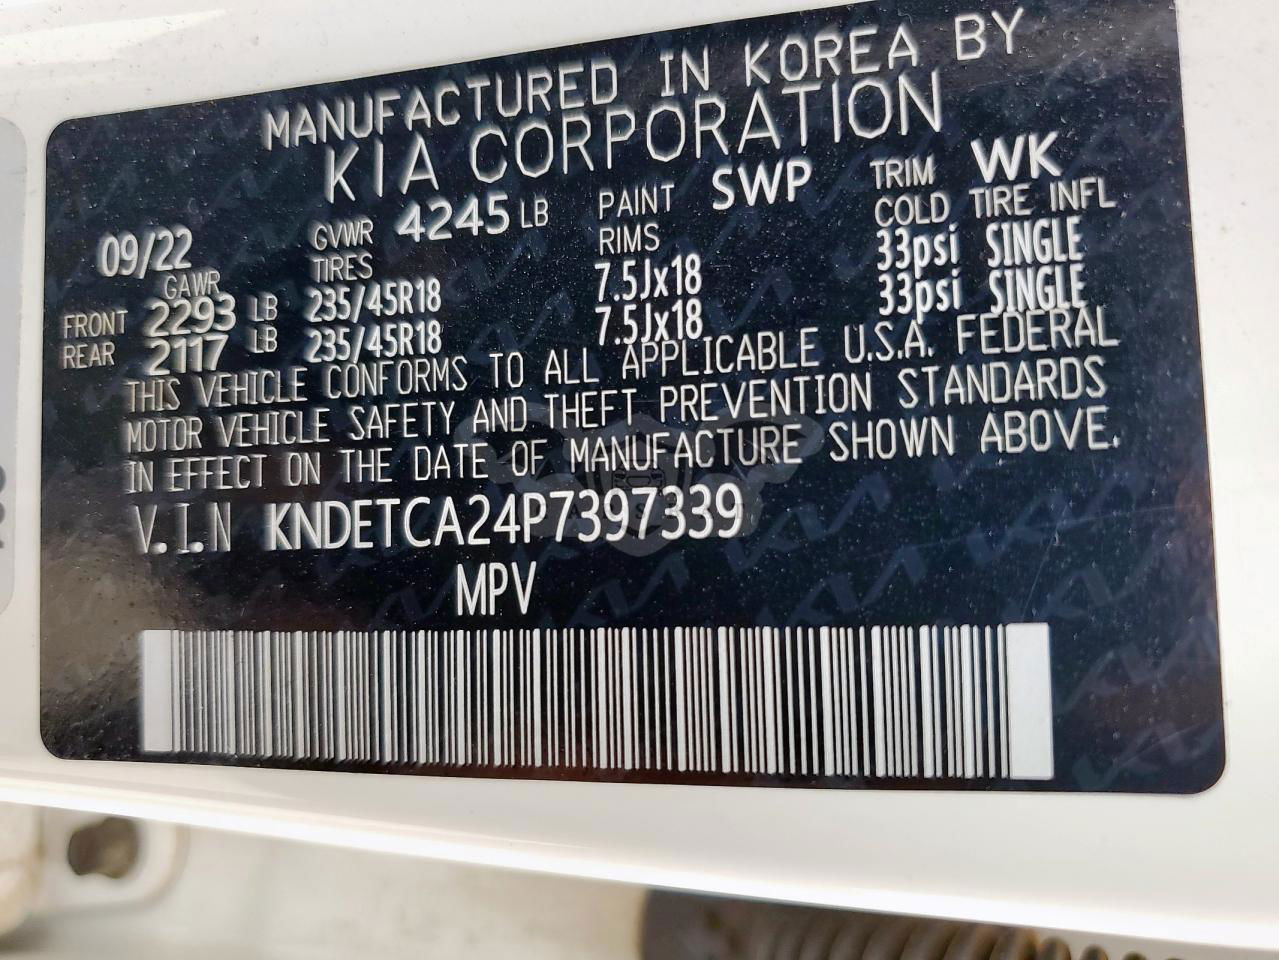 MANUFACTURED IN KOREA BY
KIA CORPORATION
09/22 GVWR 4245 LB PAINT SWP TRIM WK
GAWR TIRES RIMS COLD TIRE INFL
FRONT 2293 LB 235/45R18 7.5Jx18 33psi SINGLE
REAR 2117 LB 235/45R18 7.5Jx18 33psi SINGLE
THIS VEHICLE CONFORMS TO ALL APPLICABLE U.S.A. FEDERAL
MOTOR VEHICLE SAFETY AND THEFT PREVENTION STANDARDS
IN EFFECT ON THE DATE OF MANUFACTURE SHOWN ABOVE.
V.I.N KNDETCA24P7397339
MPV